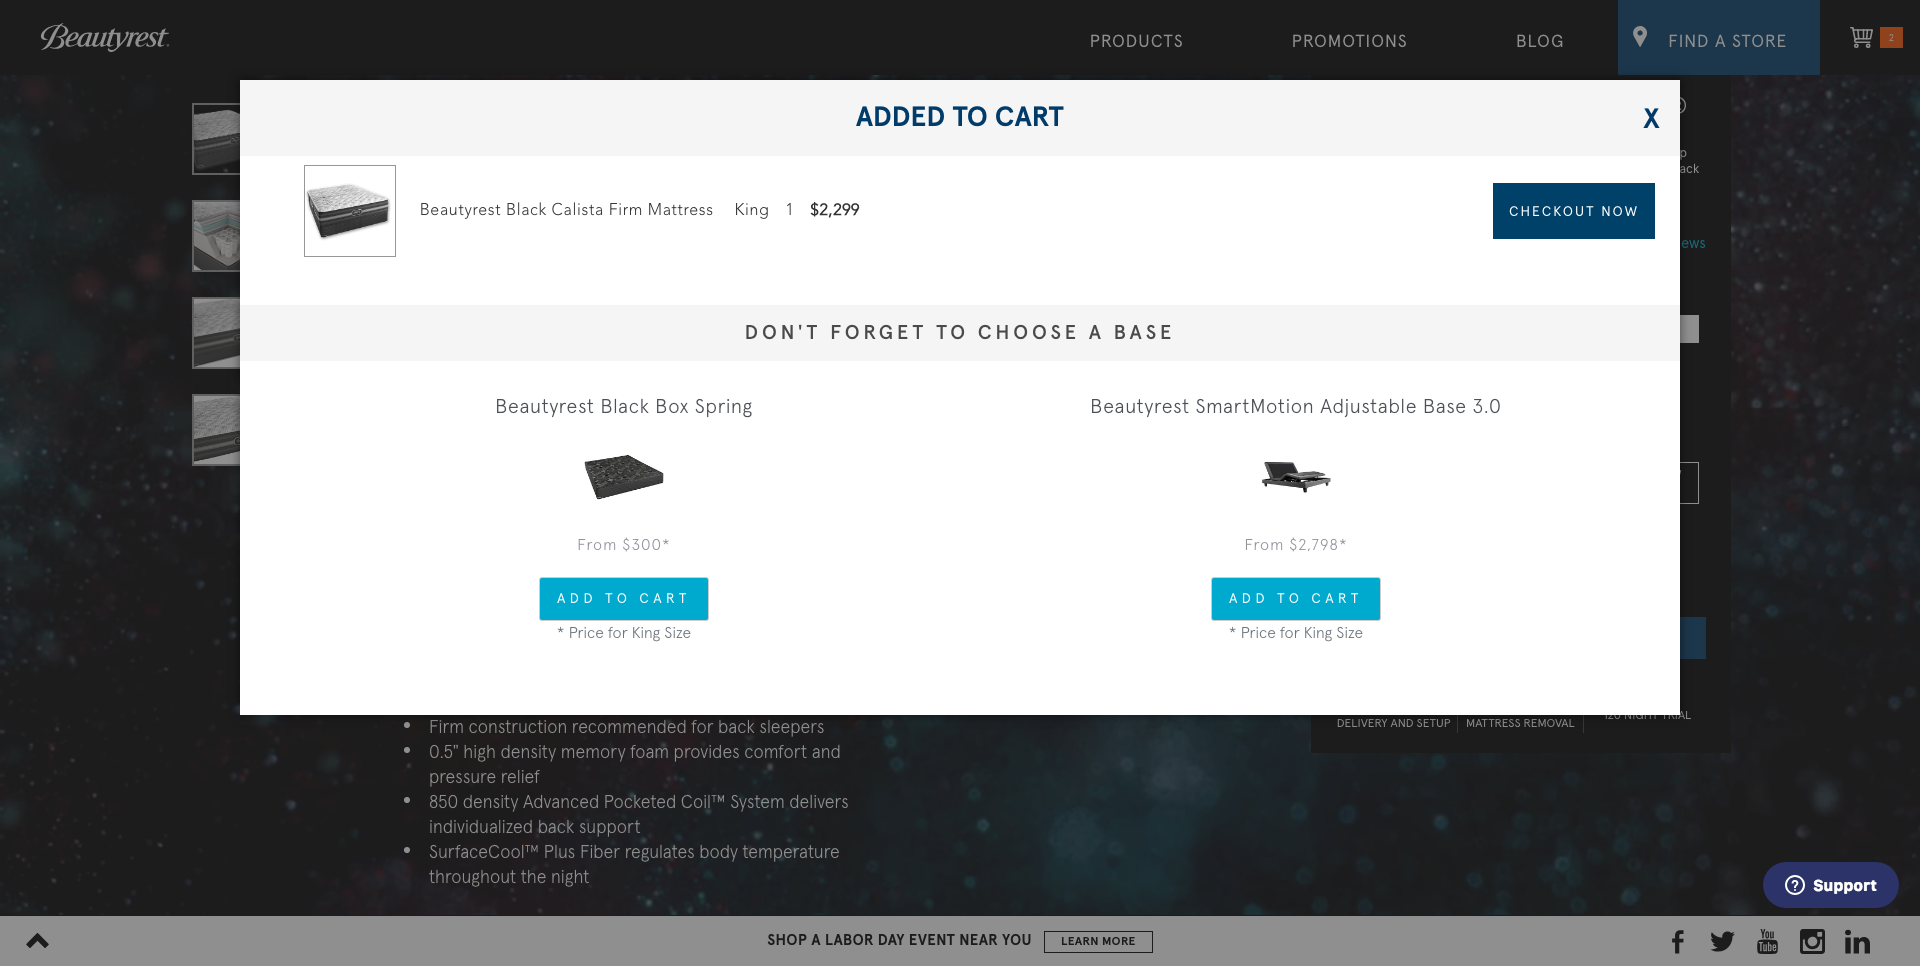 Beautyrest
PRODUCTS
PROMOTIONS
BLOG
FIND A STORE
2
ADDED TO CART
X
Beautyrest Black Calista Firm Mattress King 1 $2,299
CHECKOUT NOW
DON'T FORGET TO CHOOSE A BASE
Beautyrest Black Box Spring
From $300*
ADD TO CART
* Price for King Size
Beautyrest SmartMotion Adjustable Base 3.0
From $2,798*
ADD TO CART
* Price for King Size
• Firm construction recommended for back sleepers
• 0.5" high density memory foam provides comfort and
pressure relief
• 850 density Advanced Pocketed Coil™ System delivers
individualized back support
• SurfaceCool™ Plus Fiber regulates body temperature
throughout the night
DELIVERY AND SETUP
MATTRESS REMOVAL
120 NIGHT TRIAL
Support
SHOP A LABOR DAY EVENT NEAR YOU
LEARN MORE
You
Tube
in